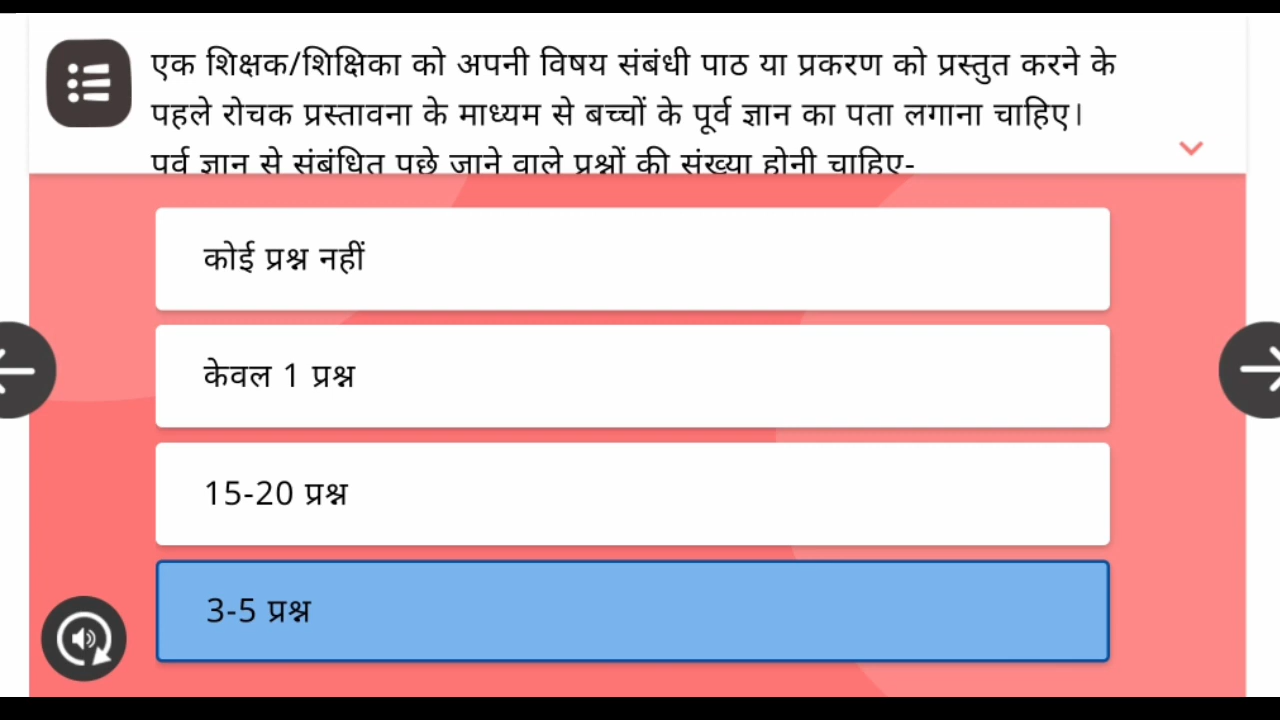 एक शिक्षक/शिक्षिका को अपनी विषय संबंधी पाठ या प्रकरण को प्रस्तुत करने के
पहले रोचक प्रस्तावना के माध्यम से बच्चों के पूर्व ज्ञान का पता लगाना चाहिए।
पूर्व ज्ञान से संबंधित पूछे जाने वाले प्रश्नों की संख्या होनी चाहिए-
कोई प्रश्न नहीं
केवल 1 प्रश्न
15-20 प्रश्न
3-5 प्रश्न